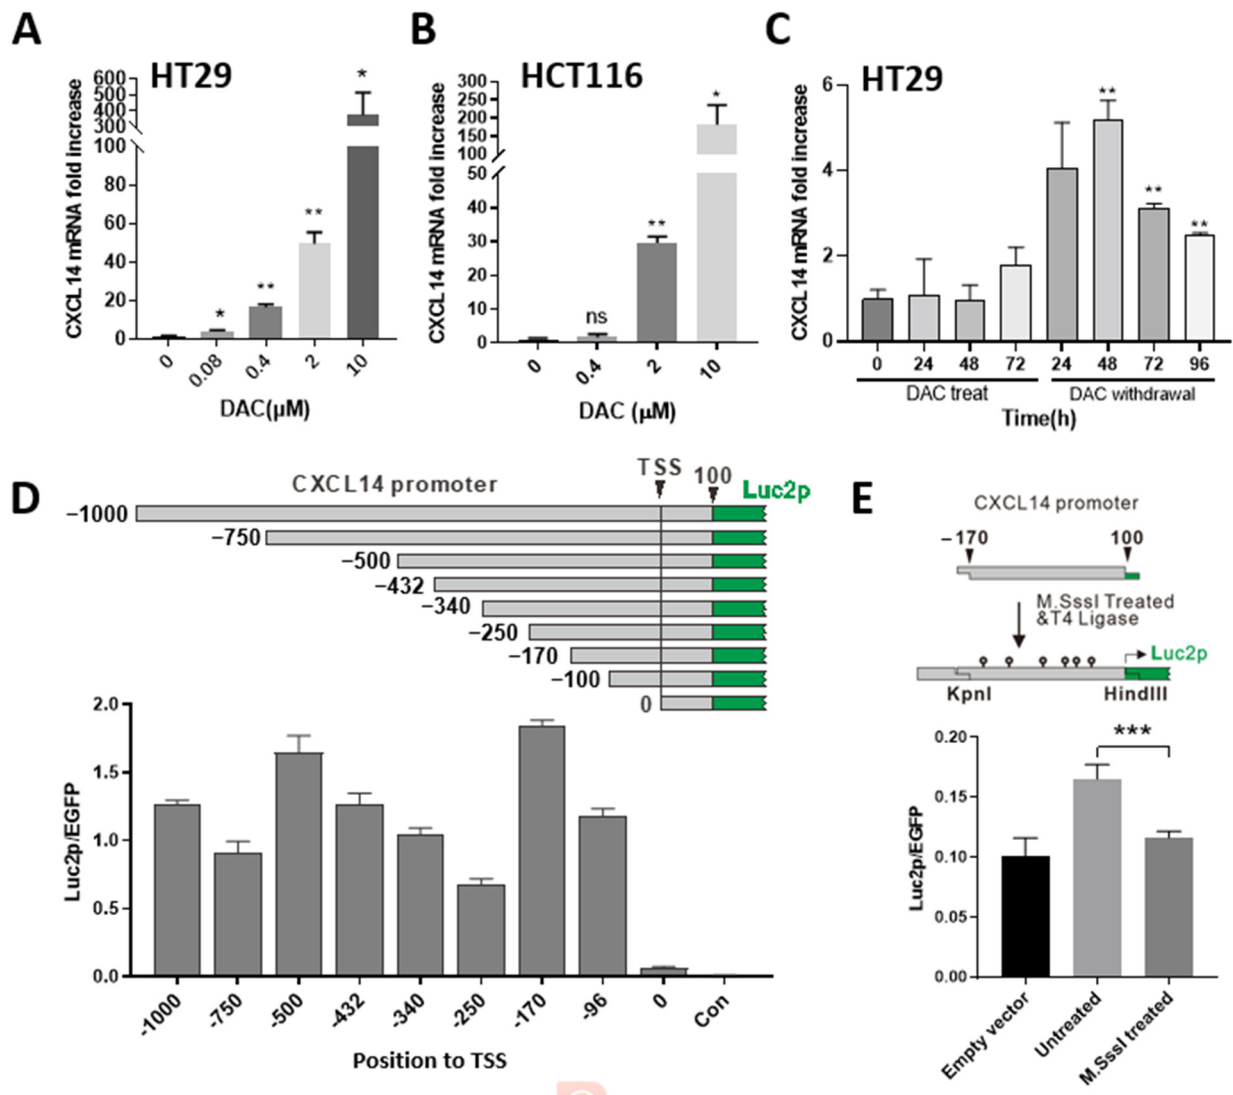 A
HT29
CXCL14 mRNA fold increase
600
500
400
300
100
80
60
40
20
0
*
**
**
*
0
0.08
0.4
2
10
DAC(µM)
B
HCT116
CXCL14 mRNA fold increase
300
250
200
150
100
50
40
30
20
10
0
ns
**
*
0
0.4
2
10
DAC (µM)
C
HT29
CXCL14 mRNA fold increase
6
4
2
0
**
**
**
0 24 48 72 24 48 72 96
DAC treat
DAC withdrawal
Time(h)
D
CXCL14 promoter
TSS
100
Luc2p
−1000
−750
−500
−432
−340
−250
−170
−100
0
Luc2p/EGFP
2.0
1.5
1.0
0.5
0.0
-1000
-750
-500
-432
-340
-250
-170
-96
0
Con
Position to TSS
E
CXCL14 promoter
−170
100
M.SssI Treated
&T4 Ligase
Luc2p
KpnI
HindIII
Luc2p/EGFP
0.20
0.15
0.10
0.05
0.00
***
Empty vector
Untreated
M.SssI treated